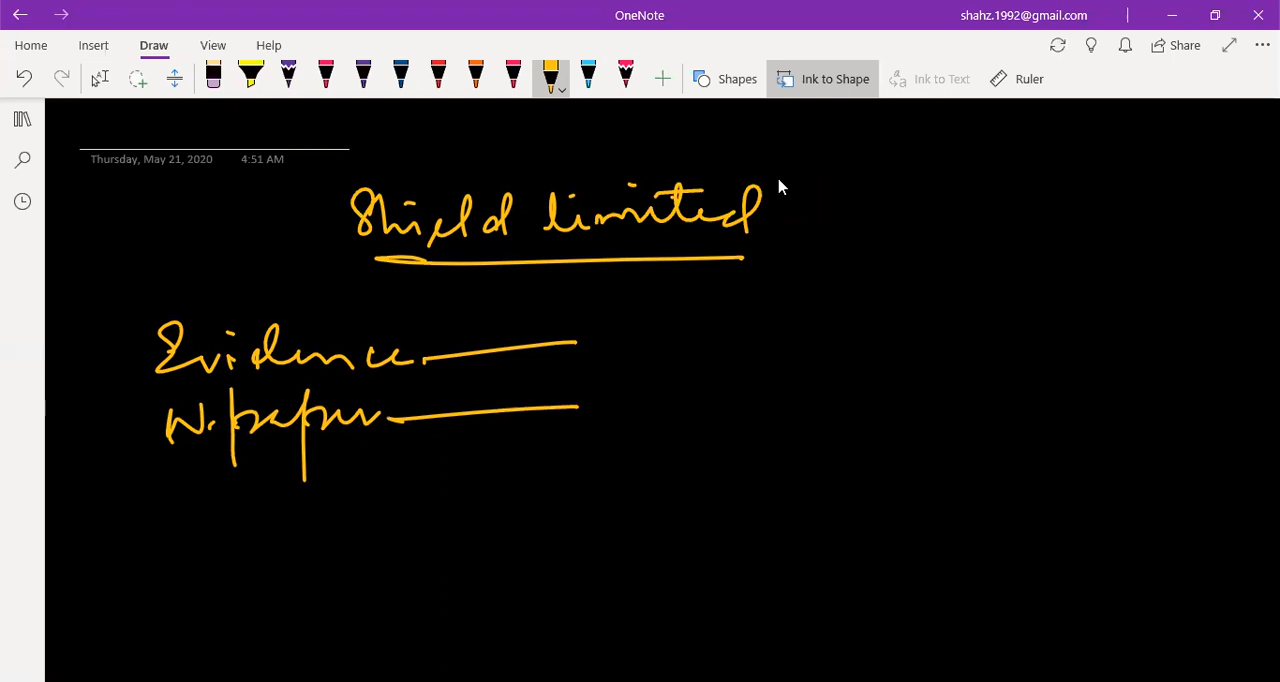 OneNote
shahz.1992@gmail.com
Home Insert Draw View Help
Share
Shapes Ink to Shape Ink to Text Ruler
Thursday, May 21, 2020 4:51 AM
Shield limited
Evidence
W. paper